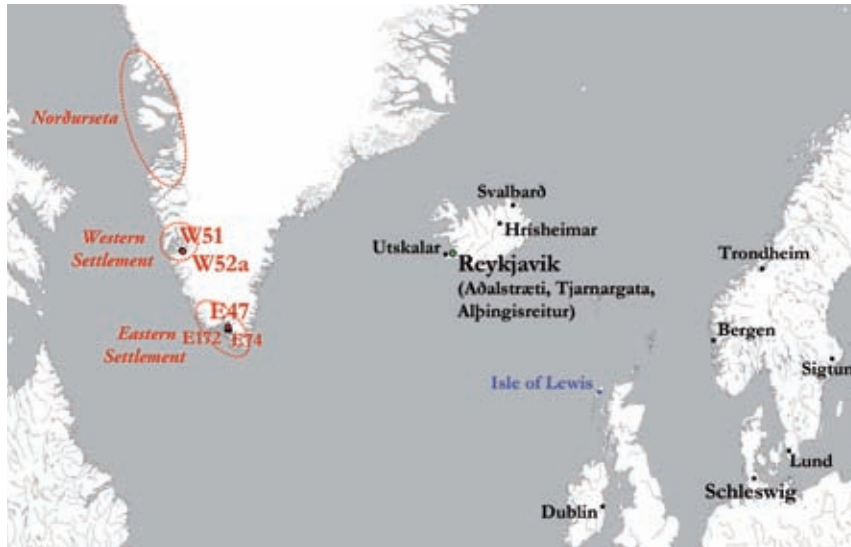 Norðurseta
Svalbarð
Hrísheimar
W51
Western
Settlement
W52a
Utskalar
Reykjavik
(Aðalstræti, Tjarnargata,
Alþingisreitur)
Trondheim
E47
Eastern
Settlement
E172
E74
Bergen
Sigtun
Isle of Lewis
Lund
Schleswig
Dublin